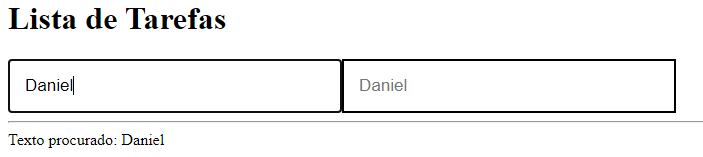 Lista de Tarefas
Daniel Daniel
Texto procurado: Daniel